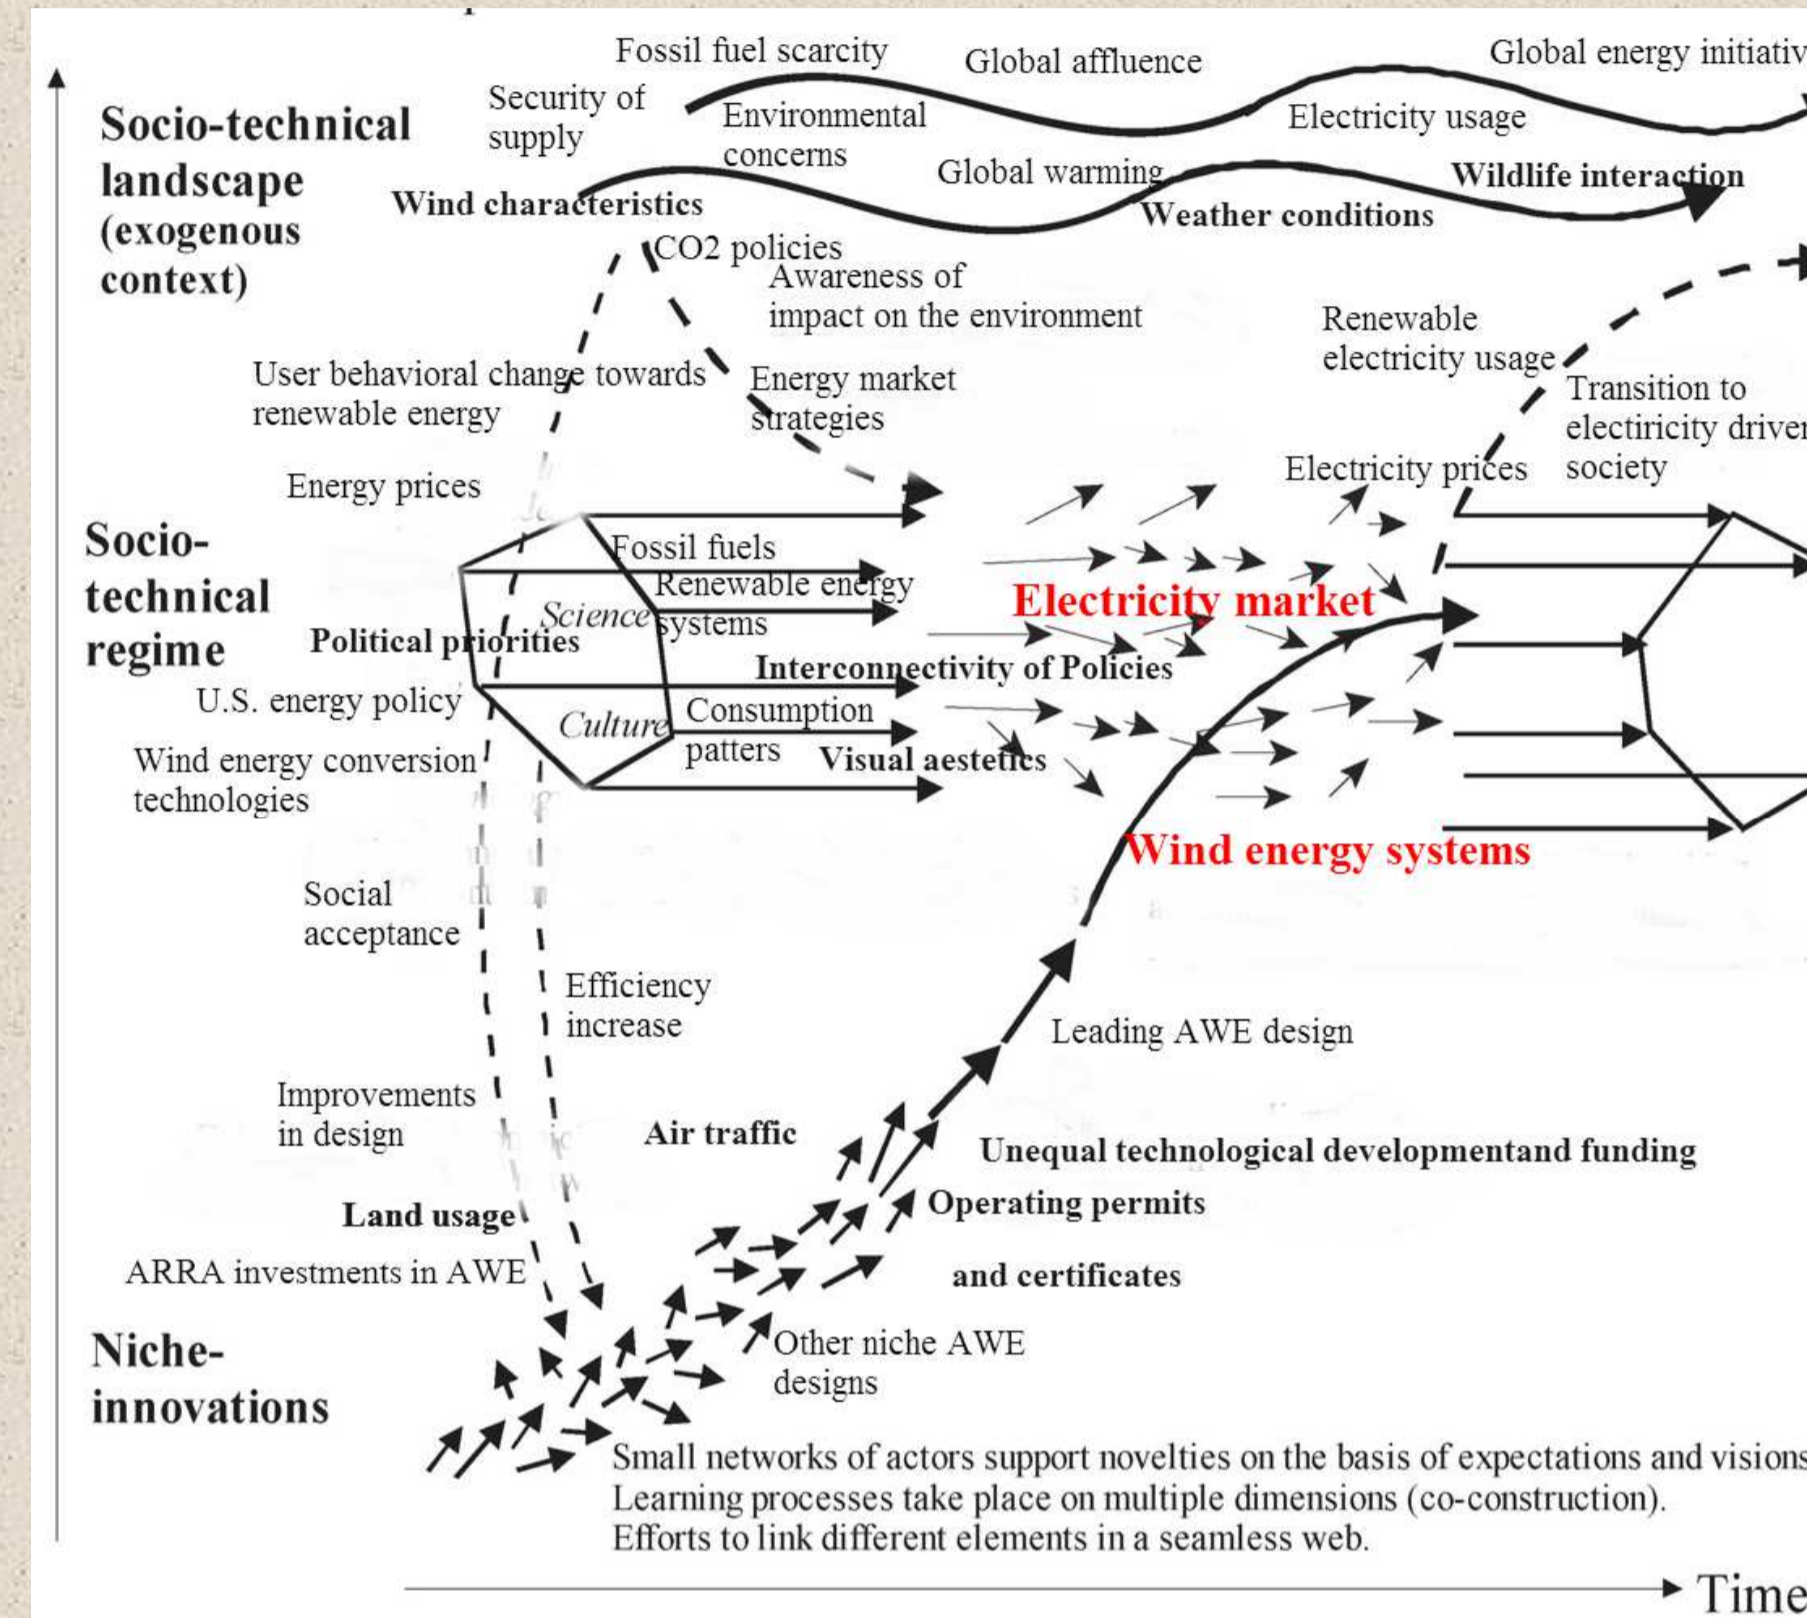 Fossil fuel scarcity
Global affluence
Global energy initiativ
Security of
supply
Environmental
concerns
Electricity usage
Socio-technical
landscape
(exogenous
context)
Global warming
Wildlife interaction
Wind characteristics
Weather conditions
CO2 policies
Awareness of
impact on the environment
Renewable
electricity usage
User behavioral change towards
renewable energy
Energy market
strategies
Transition to
electiricity driven
society
Electricity prices
Energy prices
Socio-
technical
regime
Fossil fuels
Renewable energy
systems
Science
Electricity market
Political priorities
Interconnectivity of Policies
U.S. energy policy
Culture
Consumption
patters
Visual aestetics
Wind energy conversion
technologies
Wind energy systems
Social
acceptance
Efficiency
increase
Leading AWE design
Improvements
in design
Air traffic
Unequal technological developmentand funding
Operating permits
and certificates
Land usage
ARRA investments in AWE
Niche-
innovations
Other niche AWE
designs
Small networks of actors support novelties on the basis of expectations and visions
Learning processes take place on multiple dimensions (co-construction).
Efforts to link different elements in a seamless web.
Time